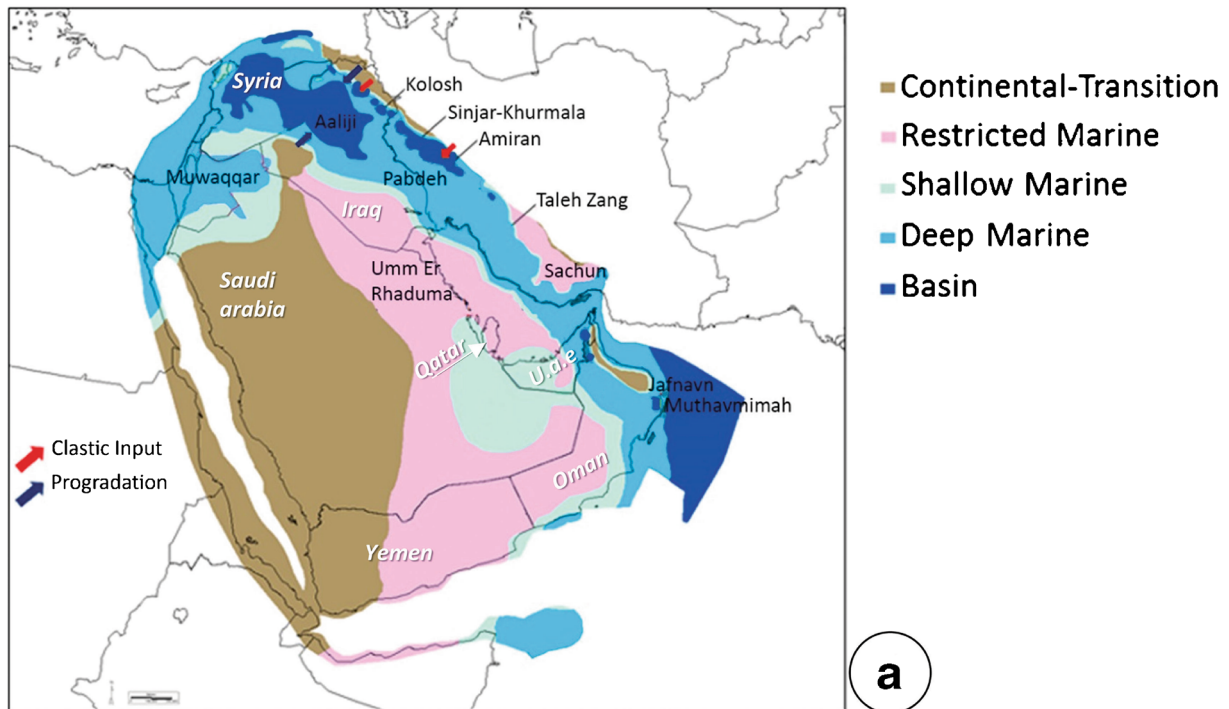 Syria
Kolosh
Sinjar-Khurmala
Aaliji
Amiran
Muwaqqar
Pabdeh
Taleh Zang
Iraq
Sachun
Umm Er
Rhaduma
Saudi
arabia
Qatar
U.a.e
Jafnavn
Muthavmimah
Oman
Yemen
Clastic Input
Progradation
Continental-Transition
Restricted Marine
Shallow Marine
Deep Marine
Basin
a